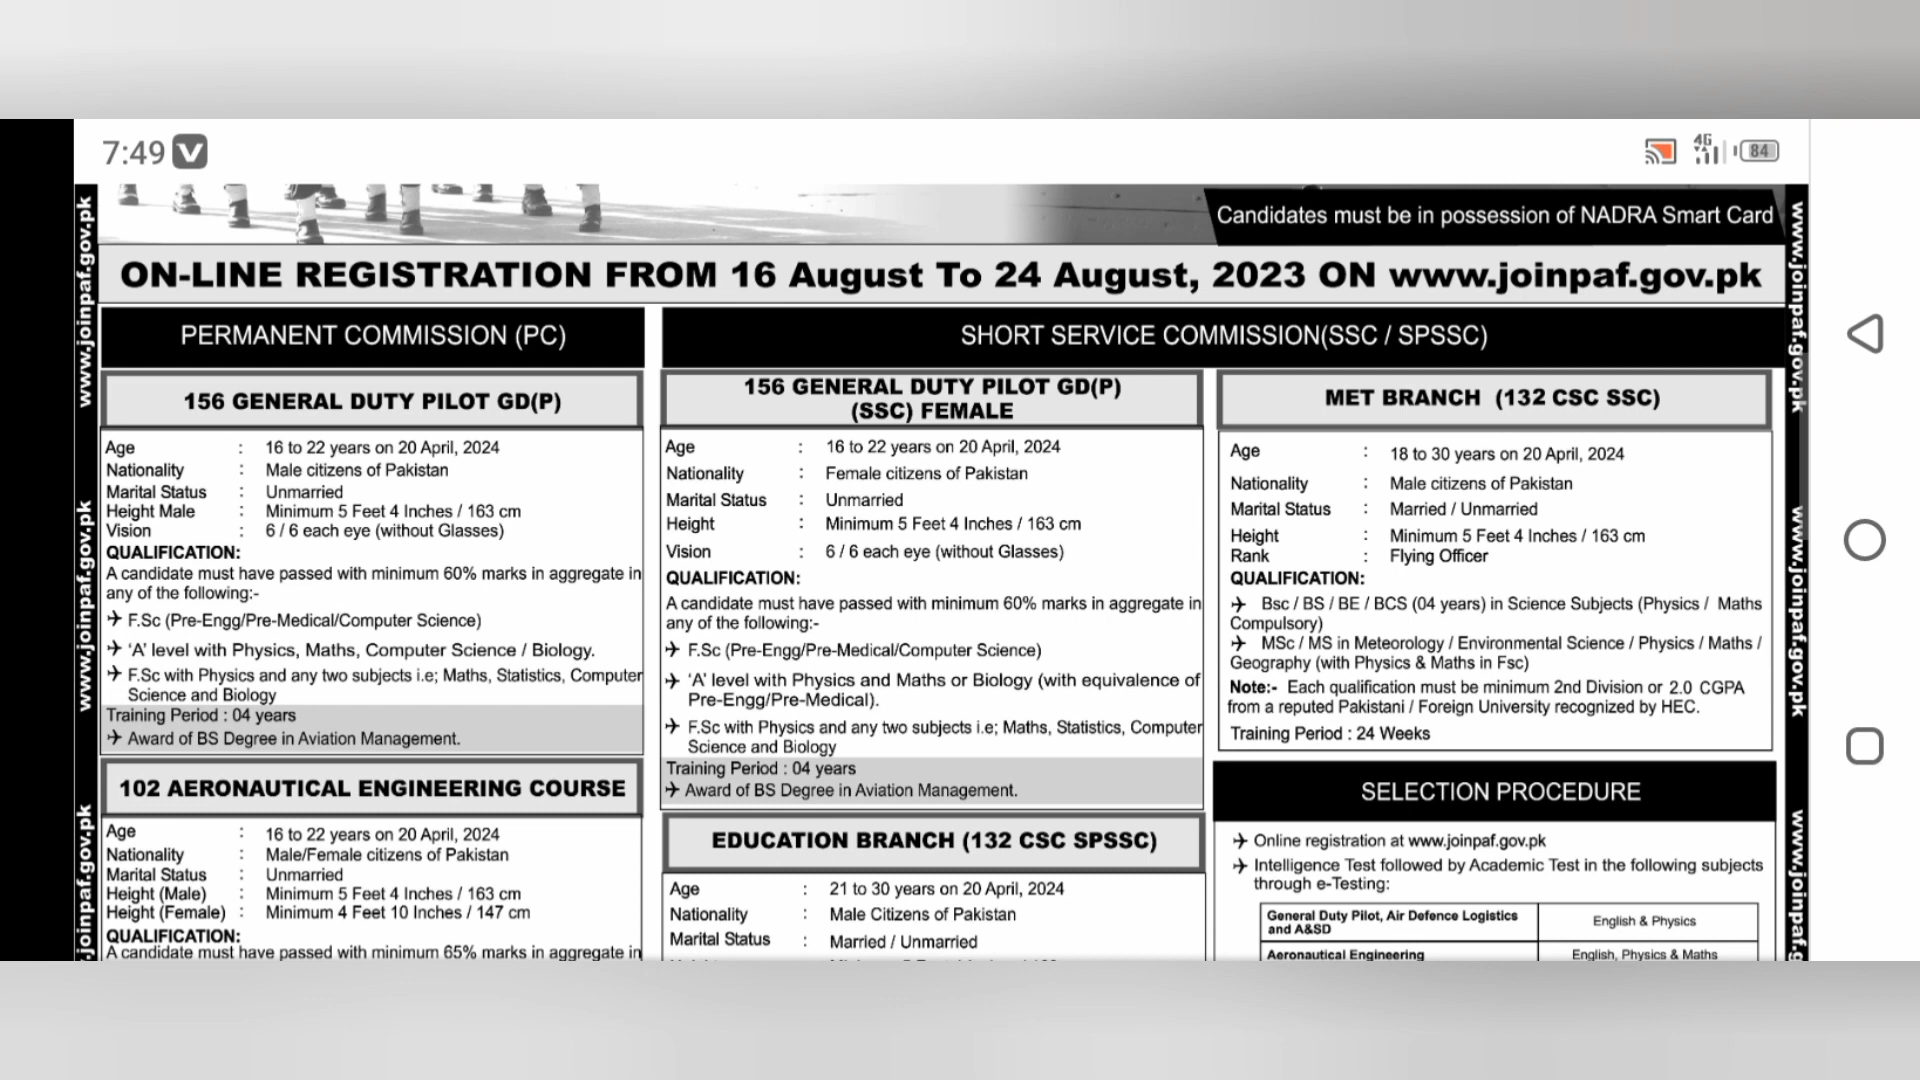 7:49
4G
84
Candidates must be in possession of NADRA Smart Card
ON-LINE REGISTRATION FROM 16 August To 24 August, 2023 ON www.joinpaf.gov.pk
www.joinpaf.gov.pk
www.joinpaf.gov.pk
.joinpaf.gov.pk
PERMANENT COMMISSION (PC)
156 GENERAL DUTY PILOT GD(P)
Age : 16 to 22 years on 20 April, 2024
Nationality : Male citizens of Pakistan
Marital Status : Unmarried
Height Male : Minimum 5 Feet 4 Inches / 163 cm
Vision : 6 / 6 each eye (without Glasses)
QUALIFICATION:
A candidate must have passed with minimum 60% marks in aggregate in
any of the following:-
F.Sc (Pre-Engg/Pre-Medical/Computer Science)
‘A’ level with Physics, Maths, Computer Science / Biology.
F.Sc with Physics and any two subjects i.e; Maths, Statistics, Computer
Science and Biology
Training Period : 04 years
Award of BS Degree in Aviation Management.
102 AERONAUTICAL ENGINEERING COURSE
Age : 16 to 22 years on 20 April, 2024
Nationality : Male/Female citizens of Pakistan
Marital Status : Unmarried
Height (Male) : Minimum 5 Feet 4 Inches / 163 cm
Height (Female) : Minimum 4 Feet 10 Inches / 147 cm
QUALIFICATION:
A candidate must have passed with minimum 65% marks in aggregate in
SHORT SERVICE COMMISSION(SSC / SPSSC)
156 GENERAL DUTY PILOT GD(P)
(SSC) FEMALE
Age : 16 to 22 years on 20 April, 2024
Nationality : Female citizens of Pakistan
Marital Status : Unmarried
Height : Minimum 5 Feet 4 Inches / 163 cm
Vision : 6 / 6 each eye (without Glasses)
QUALIFICATION:
A candidate must have passed with minimum 60% marks in aggregate in
any of the following:-
F.Sc (Pre-Engg/Pre-Medical/Computer Science)
‘A’ level with Physics and Maths or Biology (with equivalence of
Pre-Engg/Pre-Medical).
F.Sc with Physics and any two subjects i.e; Maths, Statistics, Computer
Science and Biology
Training Period : 04 years
Award of BS Degree in Aviation Management.
EDUCATION BRANCH (132 CSC SPSSC)
Age : 21 to 30 years on 20 April, 2024
Nationality : Male Citizens of Pakistan
Marital Status : Married / Unmarried
MET BRANCH (132 CSC SSC)
Age : 18 to 30 years on 20 April, 2024
Nationality : Male citizens of Pakistan
Marital Status : Married / Unmarried
Height : Minimum 5 Feet 4 Inches / 163 cm
Rank : Flying Officer
QUALIFICATION:
Bsc / BS / BE / BCS (04 years) in Science Subjects (Physics / Maths
Compulsory)
MSc / MS in Meteorology / Environmental Science / Physics / Maths /
Geography (with Physics & Maths in Fsc)
Note:- Each qualification must be minimum 2nd Division or 2.0 CGPA
from a reputed Pakistani / Foreign University recognized by HEC.
Training Period : 24 Weeks
SELECTION PROCEDURE
Online registration at www.joinpaf.gov.pk
Intelligence Test followed by Academic Test in the following subjects
through e-Testing:
General Duty Pilot, Air Defence Logistics
and A&SD
English & Physics
Aeronautical Engineering
English, Physics & Maths
www.joinpaf.gov.pk
www.joinpaf.gov.pk
www.joinpaf.g